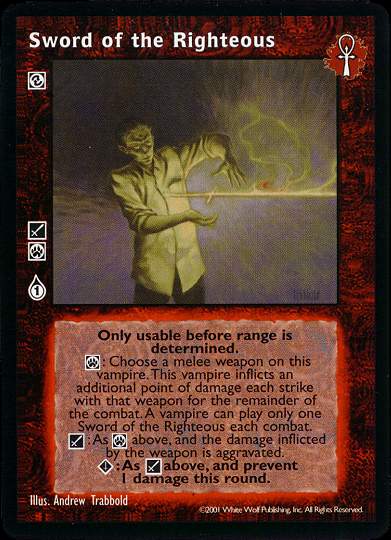 Sword of the Righteous
1
Only usable before range is
determined.
: Choose a melee weapon on this
vampire. This vampire inflicts an
additional point of damage each strike
with that weapon for the remainder of
the combat. A vampire can play only one
Sword of the Righteous each combat.
: As above, and the damage inflicted
by the weapon is aggravated.
: As above, and prevent
1 damage this round.
Illus. Andrew Trabbold
©2001 White Wolf Publishing, Inc. All Rights Reserved.